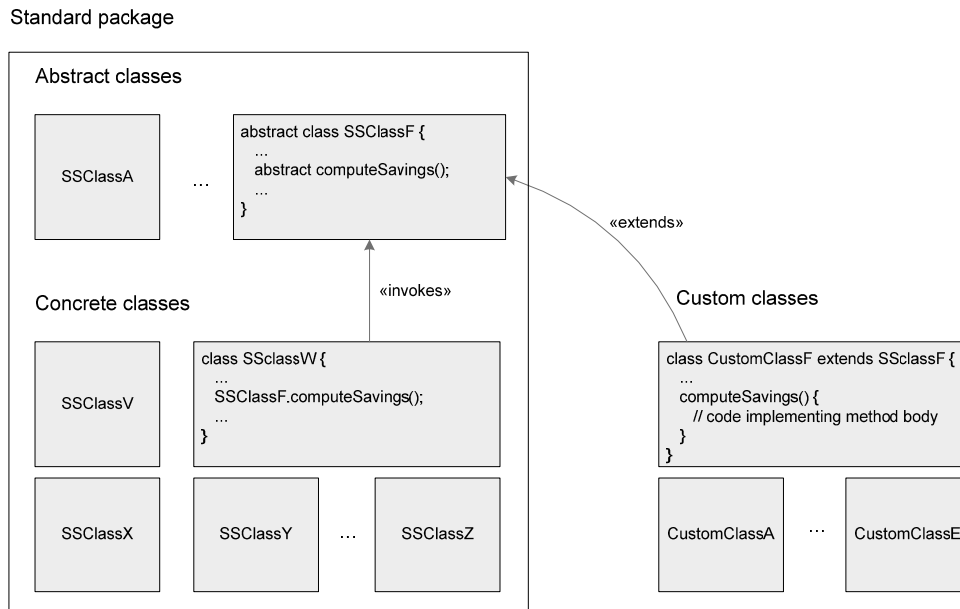 Standard package
Abstract classes
SSClassA
...
abstract class SSClassF {
...
abstract computeSavings();
...
}
«extends»
«invokes»
Concrete classes
Custom classes
SSClassV
class SSclassW {
...
SSClassF.computeSavings();
...
}
class CustomClassF extends SSclassF {
...
computeSavings() {
// code implementing method body
}
}
SSClassX
SSClassY
...
SSClassZ
CustomClassA
...
CustomClassE